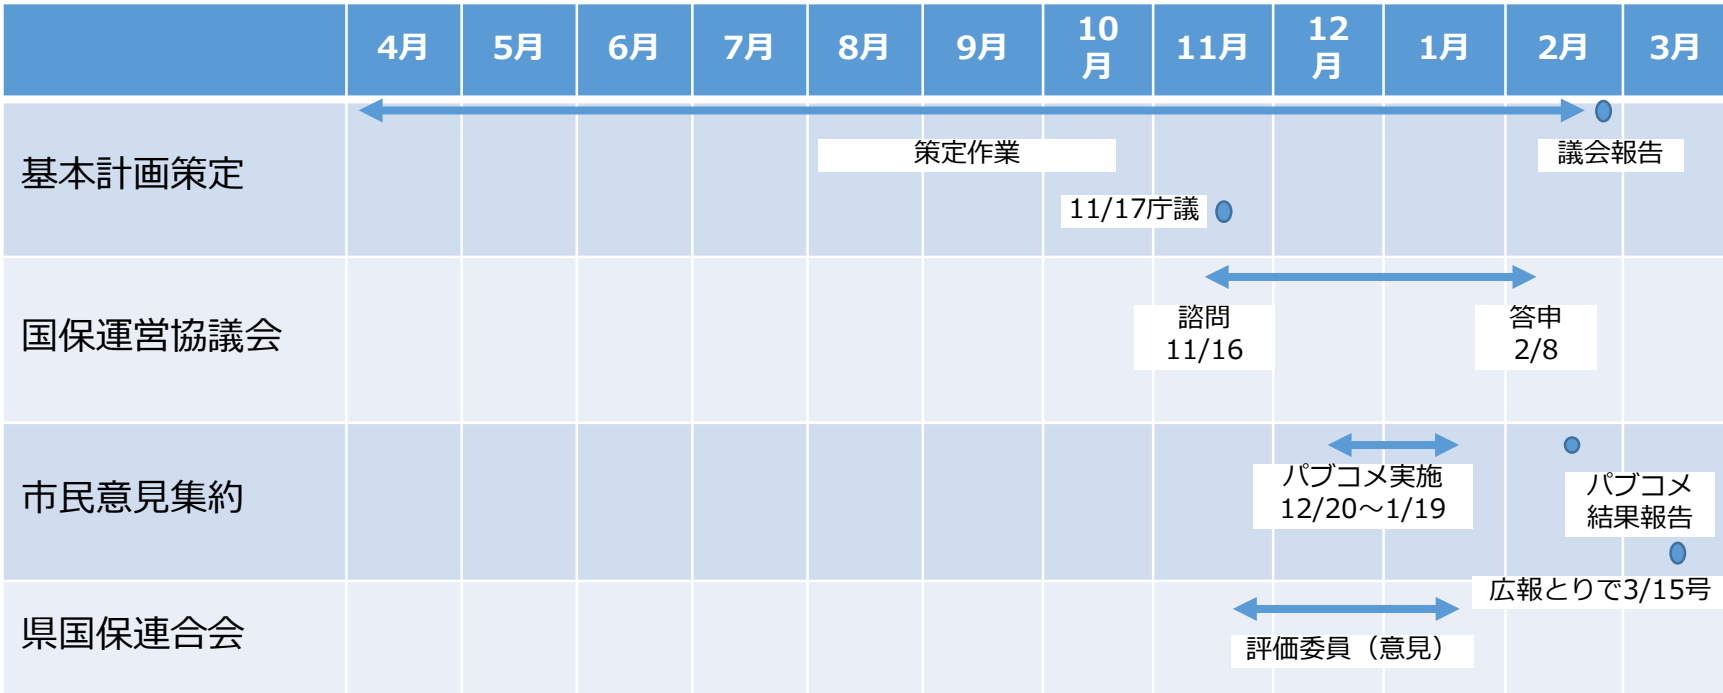 4月
5月
6月
7月
8月
9月
10
月
11月
12
月
1月
2月
3月
基本計画策定
策定作業
議会報告
11/17庁議
国保運営協議会
諮問
11/16
答申
2/8
市民意見集約
パブコメ実施
12/20～1/19
パブコメ
結果報告
広報とりで3/15号
県国保連合会
評価委員（意見）